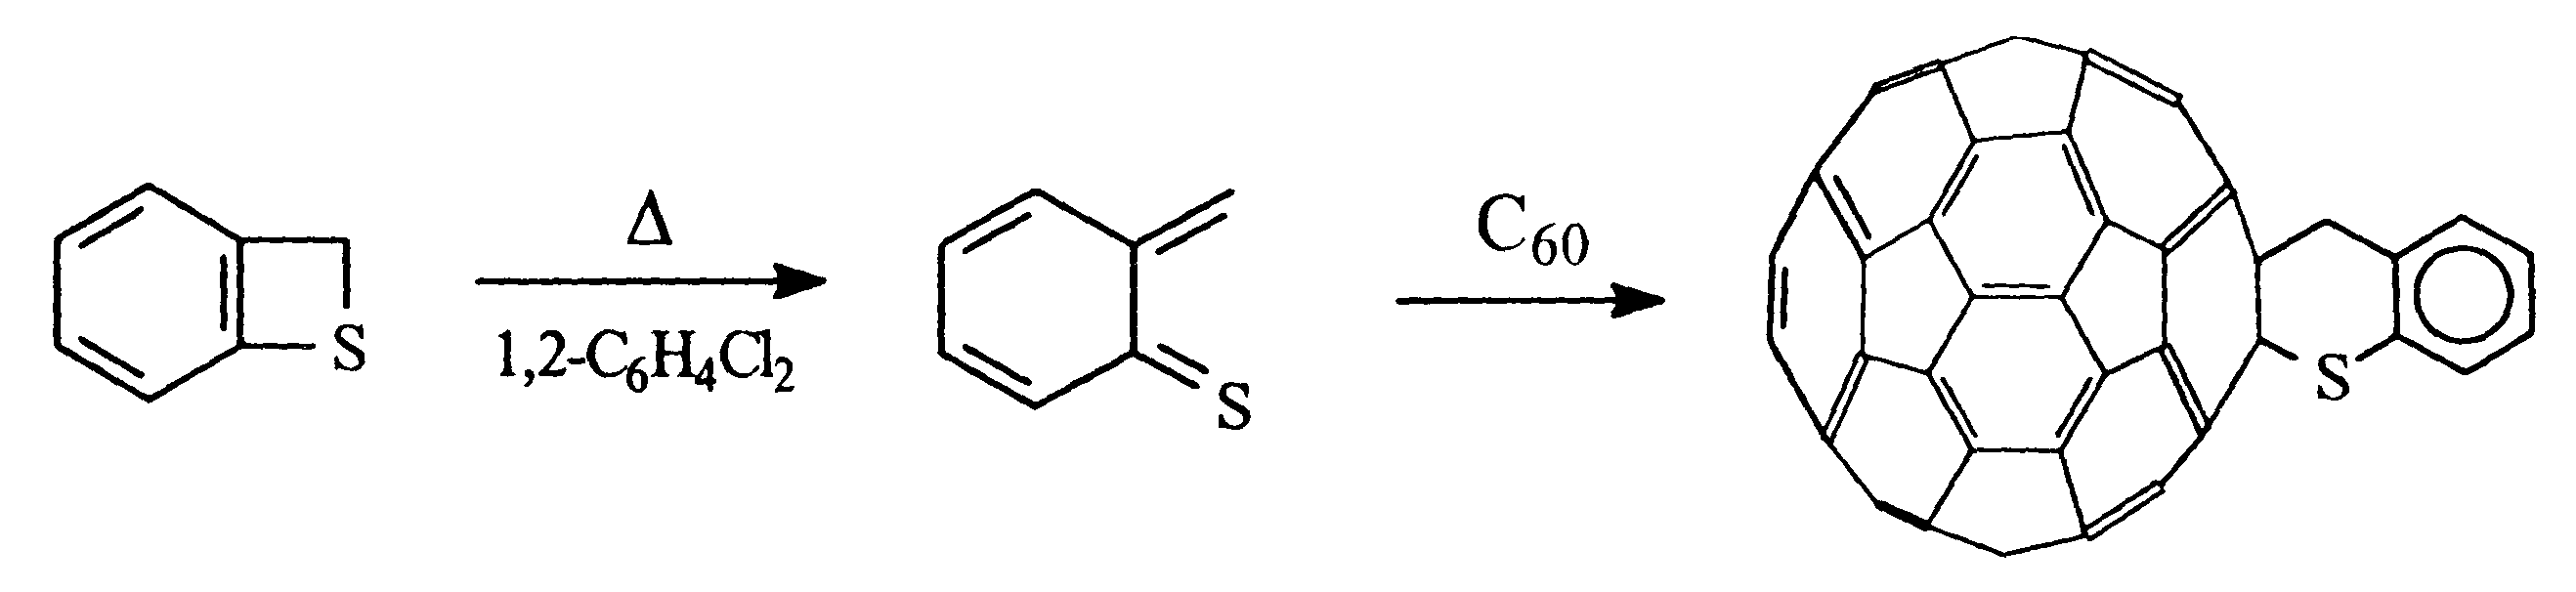 S
Δ
1,2-C₆H₄Cl₂
S
C₆₀
S